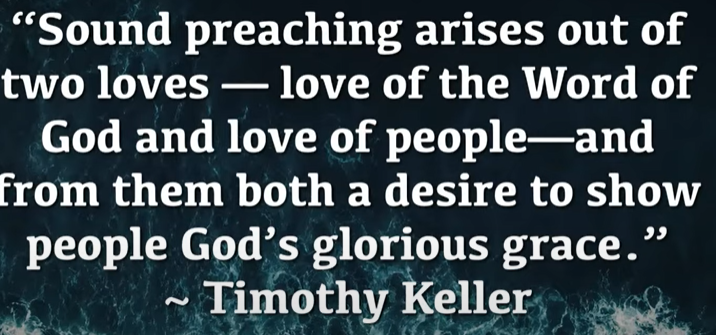 “Sound preaching arises out of
two loves — love of the Word of
God and love of people—and
from them both a desire to show
people God’s glorious grace.”
~ Timothy Keller